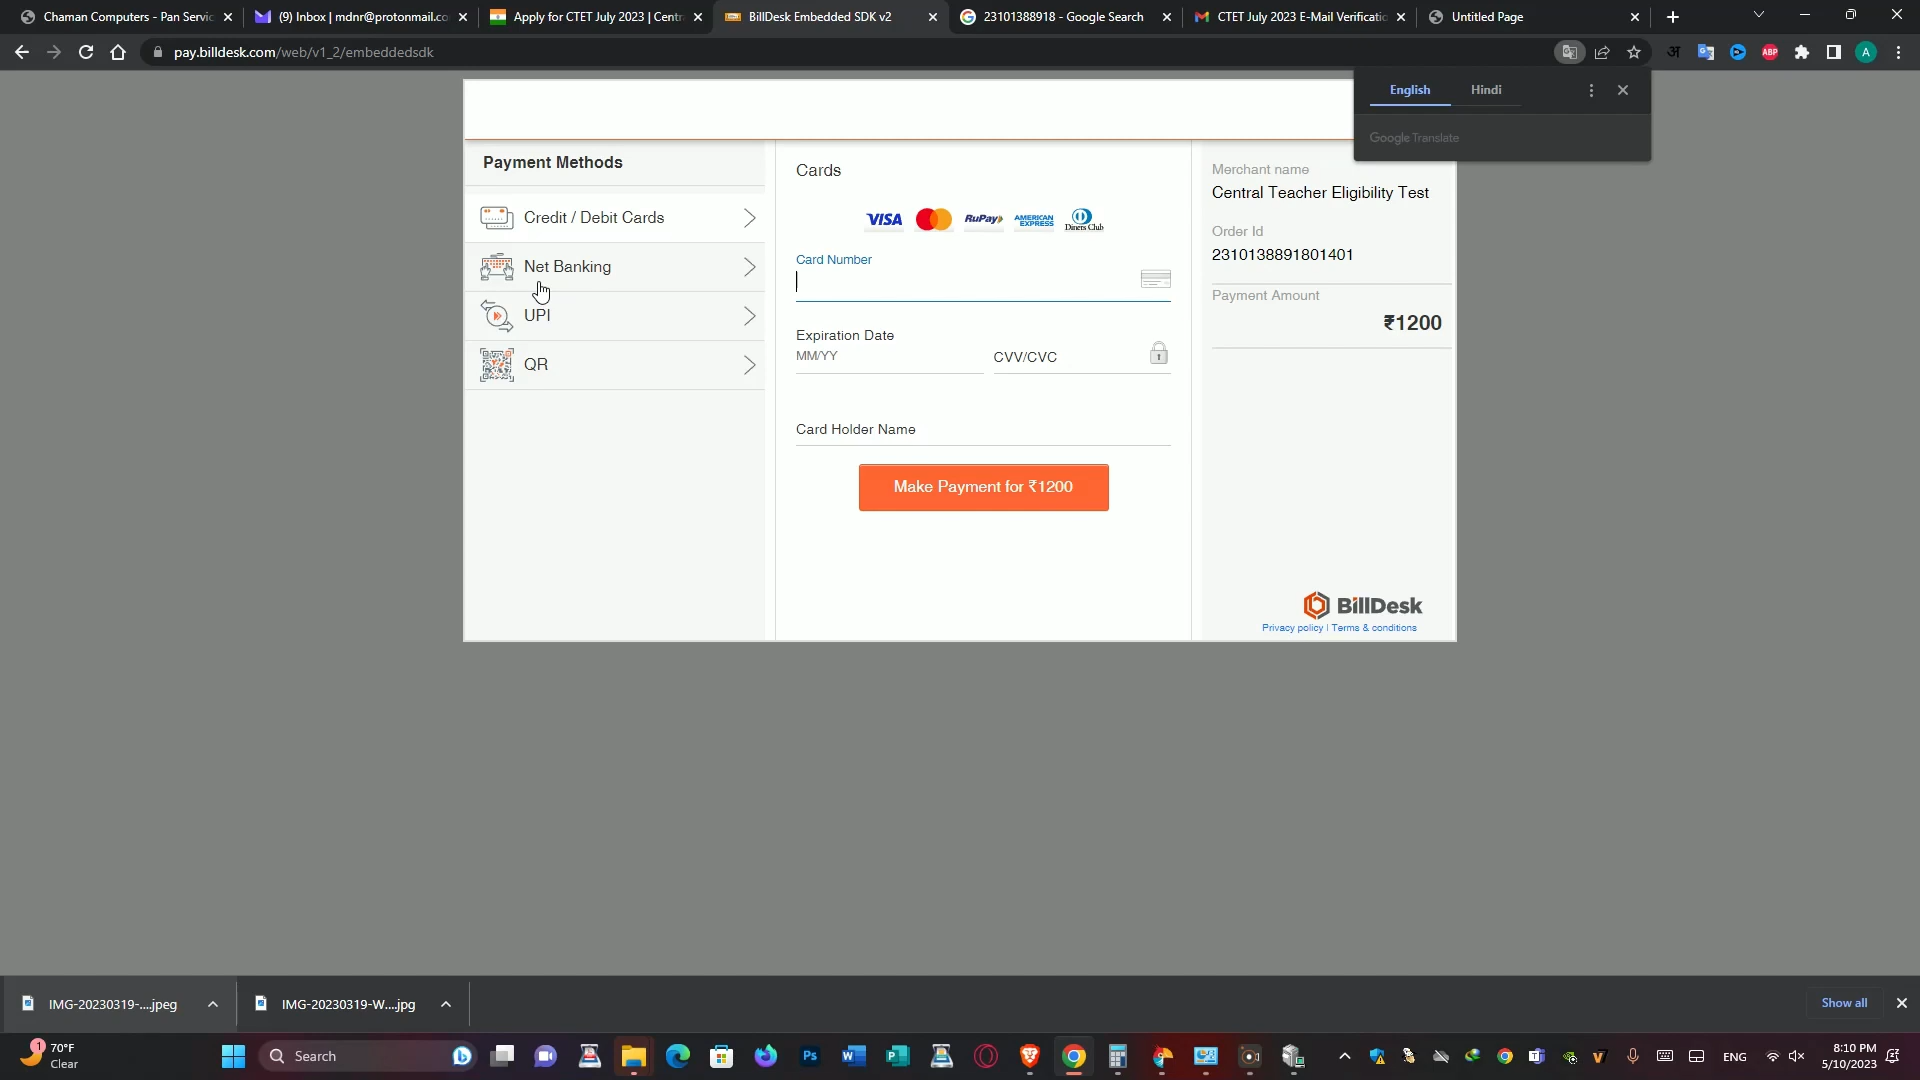 Chaman Computers - Pan Servic
(9) Inbox | mdnr@protonmail.co
Apply for CTET July 2023 | Centr
BillDesk Embedded SDK v2
23101388918 - Google Search
CTET July 2023 E-Mail Verificatio
Untitled Page
pay.billdesk.com/web/v1_2/embeddedsdk
अ
ABP
A
English
Hindi
Google Translate
Payment Methods
Credit / Debit Cards
Net Banking
UPI
QR
Cards
VISA
RuPay
AMERICAN EXPRESS
Diners Club
Card Number
Expiration Date
MM/YY
CVV/CVC
Card Holder Name
Make Payment for ₹1200
Merchant name
Central Teacher Eligibility Test
Order Id
2310138891801401
Payment Amount
₹1200
BillDesk
Privacy policy | Terms & conditions
IMG-20230319-....jpeg
IMG-20230319-W....jpg
Show all
1
70°F
Clear
Search
Ps
ENG
8:10 PM
5/10/2023